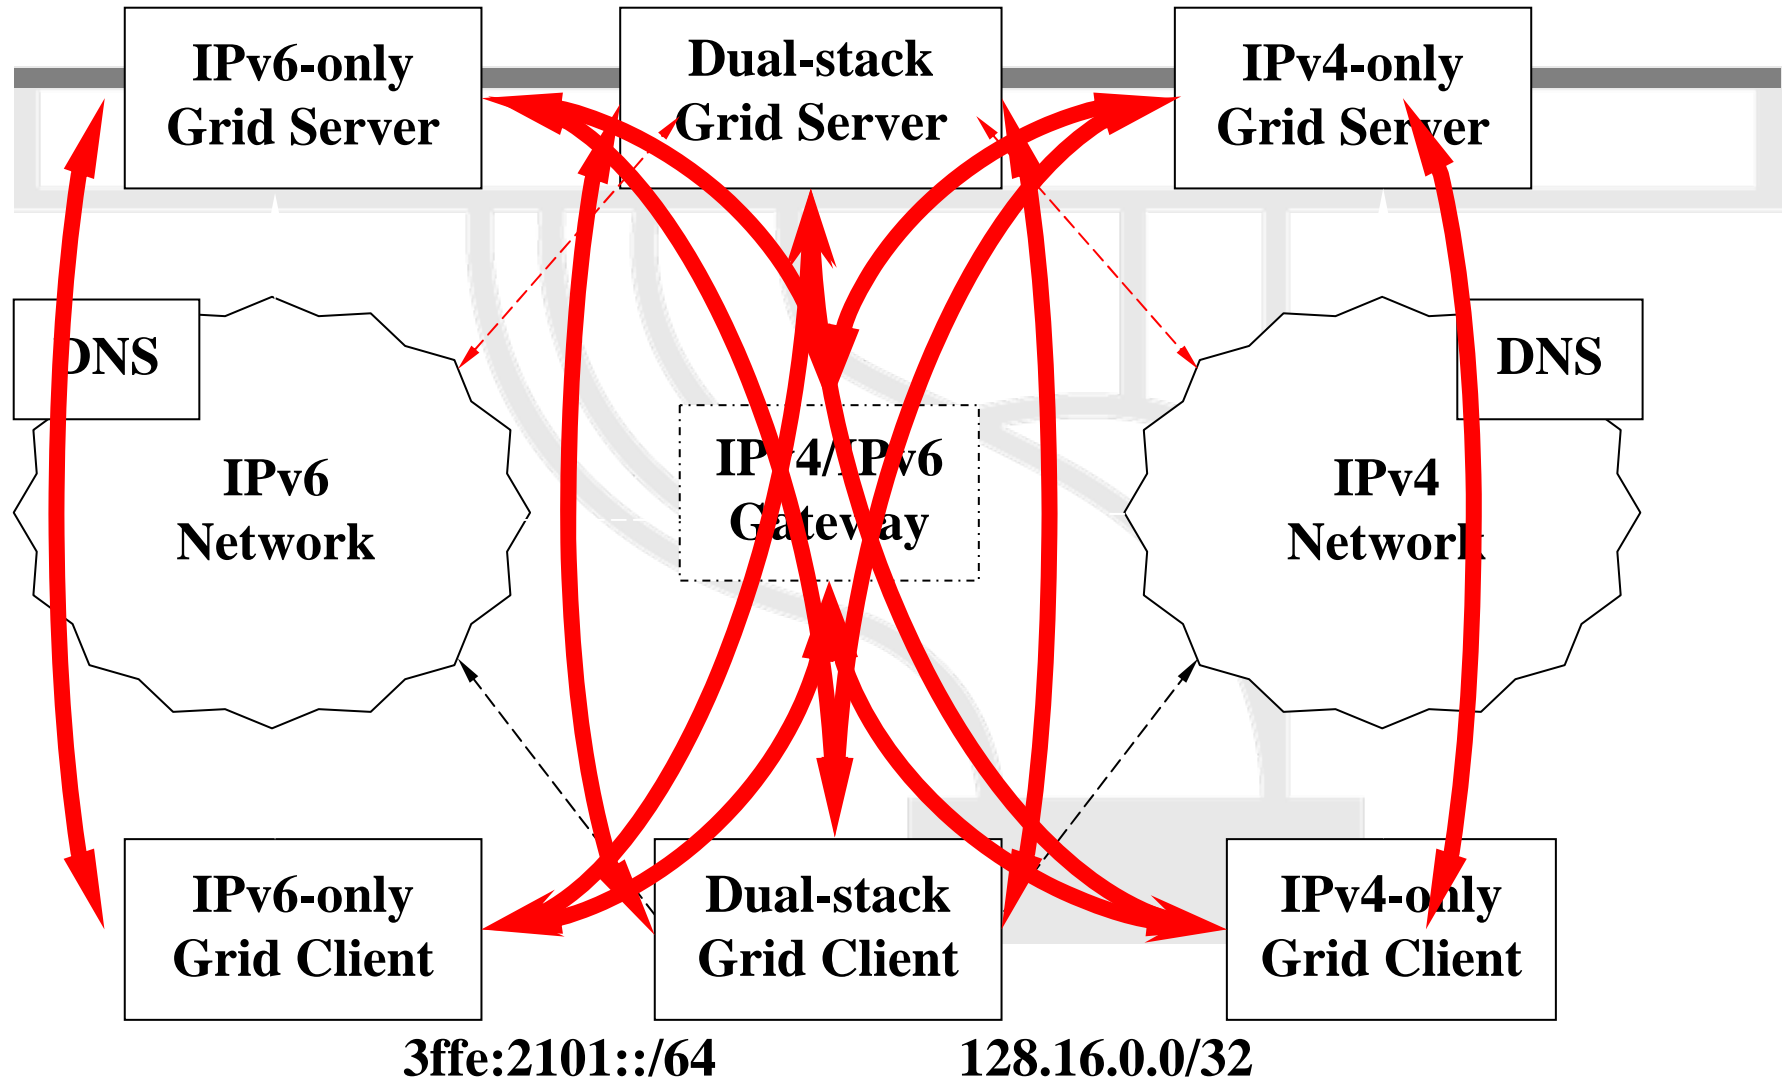 IPv6-only
Grid Server
Dual-stack
Grid Server
IPv4-only
Grid Server
DNS
DNS
IPv6
Network
IPv4/IPv6
Gateway
IPv4
Network
IPv6-only
Grid Client
Dual-stack
Grid Client
IPv4-only
Grid Client
3ffe:2101::/64
128.16.0.0/32